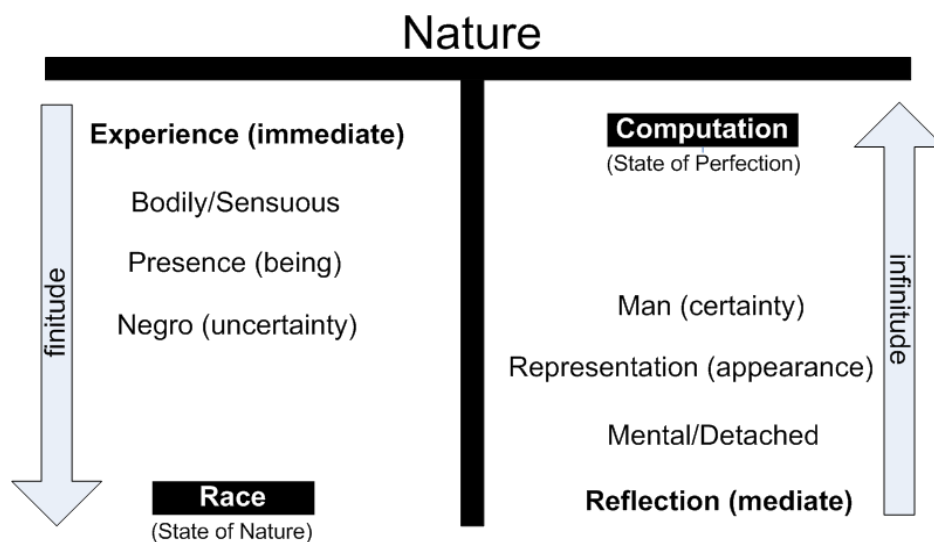 Nature
finitude
Experience (immediate)
Bodily/Sensuous
Presence (being)
Negro (uncertainty)
Race
(State of Nature)
Computation
(State of Perfection)
Man (certainty)
Representation (appearance)
Mental/Detached
Reflection (mediate)
infinitude